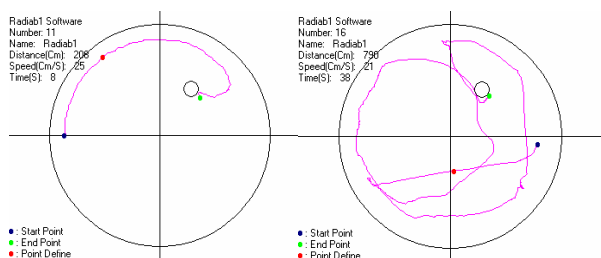 Radiab1 Software
Number: 11
Name: Radiab1
Distance(Cm): 208
Speed(Cm/S): 25
Time(S): 8
: Start Point
: End Point
: Point Define
Radiab1 Software
Number: 16
Name: Radiab1
Distance(Cm): 790
Speed(Cm/S): 21
Time(S): 38
: Start Point
: End Point
: Point Define